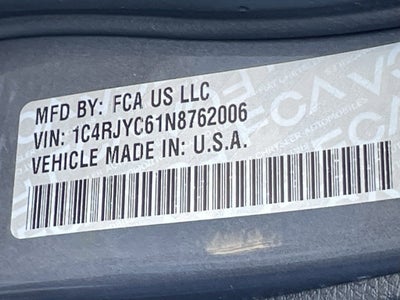 MFD BY: FCA US LLC
VIN: 1C4RJYC61N8762006
VEHICLE MADE IN: U.S.A.